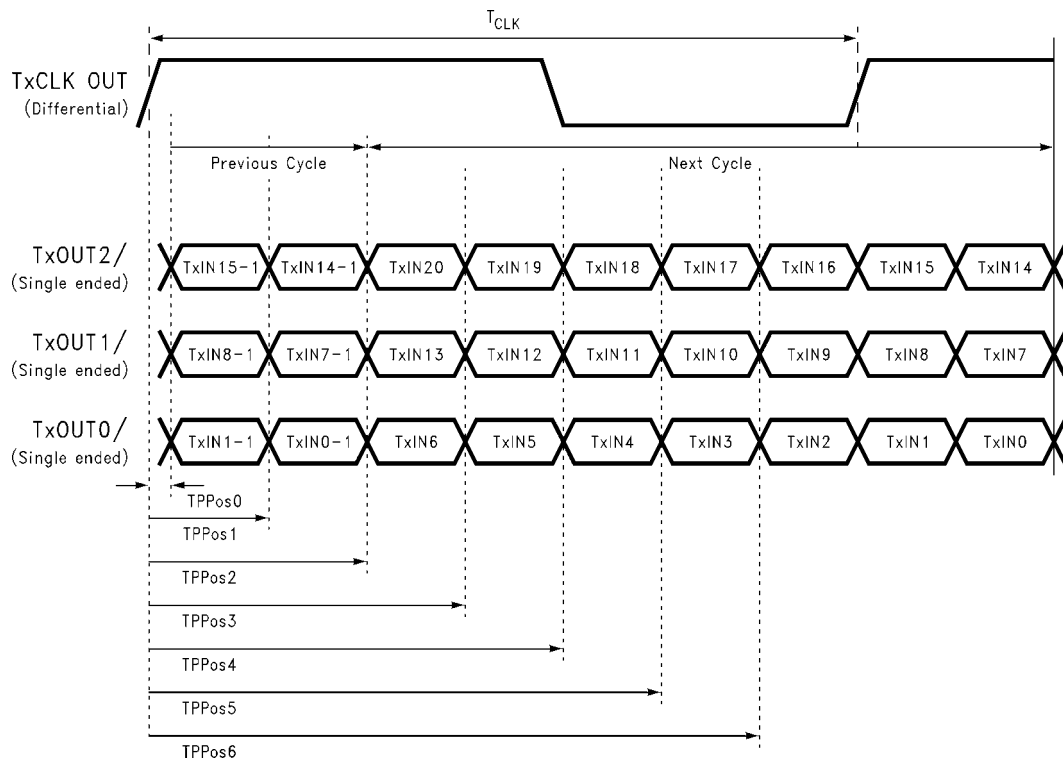 TCLK
TxCLK OUT
(Differential)
Previous Cycle
Next Cycle
TxOUT2/
(Single ended)
TxIN15-1 TxIN14-1 TxIN20 TxIN19 TxIN18 TxIN17 TxIN16 TxIN15 TxIN14
TxOUT1/
(Single ended)
TxIN8-1 TxIN7-1 TxIN13 TxIN12 TxIN11 TxIN10 TxIN9 TxIN8 TxIN7
TxOUT0/
(Single ended)
TxIN1-1 TxIN0-1 TxIN6 TxIN5 TxIN4 TxIN3 TxIN2 TxIN1 TxIN0
TPPos0
TPPos1
TPPos2
TPPos3
TPPos4
TPPos5
TPPos6